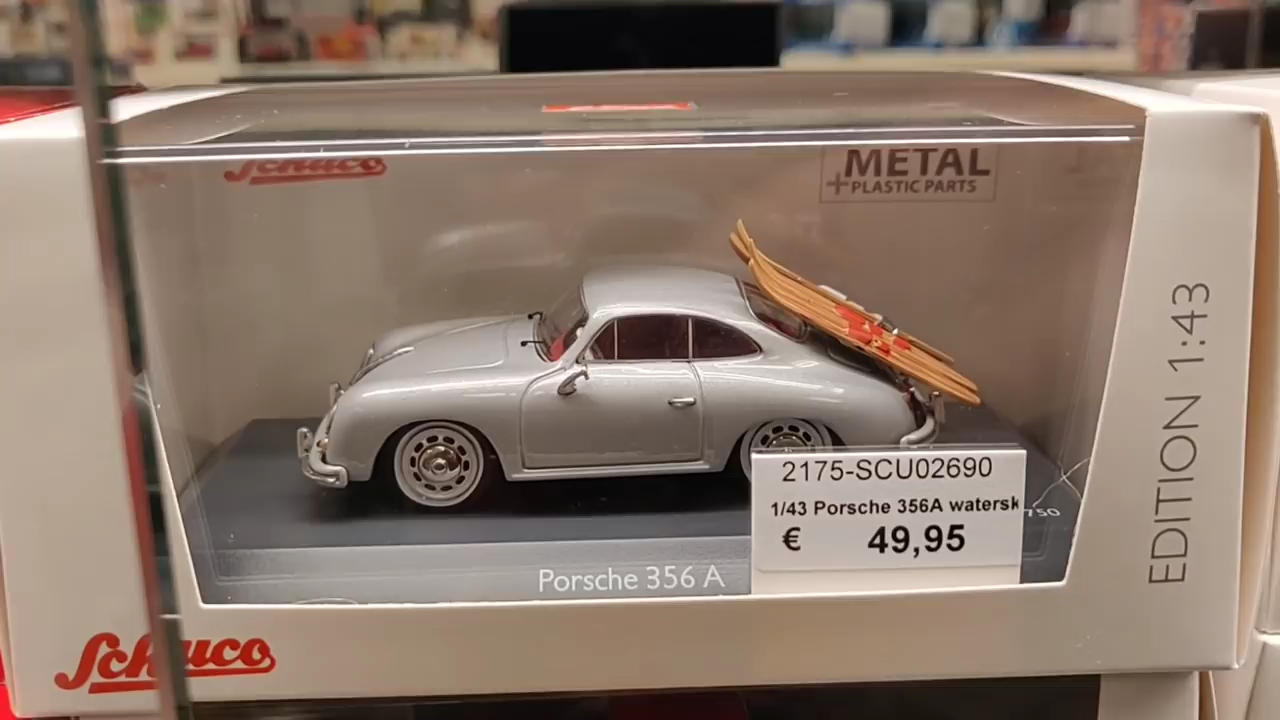 Schuco
METAL
+PLASTIC PARTS
EDITION 1:43
2175-SCU02690
1/43 Porsche 356A watersk
€ 49,95
750
Porsche 356 A
Schuco